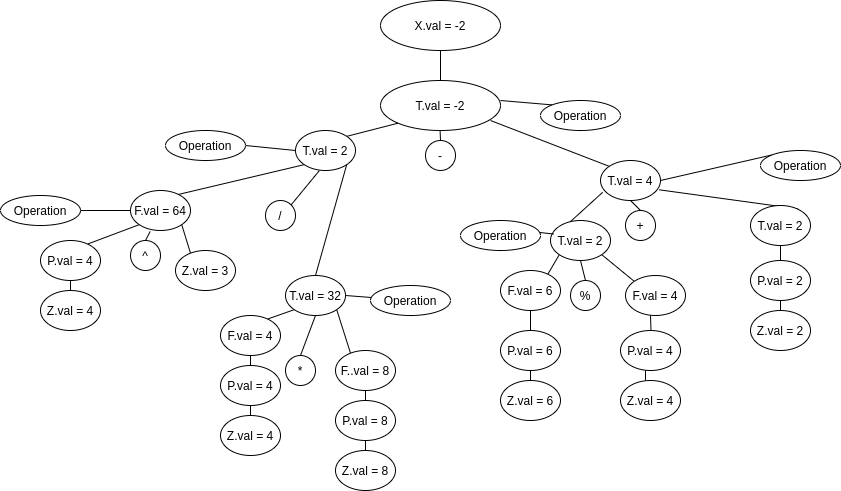 X.val = -2
T.val = -2
Operation
Operation
T.val = 2
-
Operation
T.val = 4
Operation
F.val = 64
/
+
T.val = 2
Operation
T.val = 2
P.val = 4
^
Z.val = 3
T.val = 32
Operation
F.val = 6
%
F.val = 4
P.val = 2
Z.val = 4
F.val = 4
*
F..val = 8
P.val = 6
P.val = 4
Z.val = 2
P.val = 4
P.val = 8
Z.val = 6
Z.val = 4
Z.val = 4
Z.val = 8